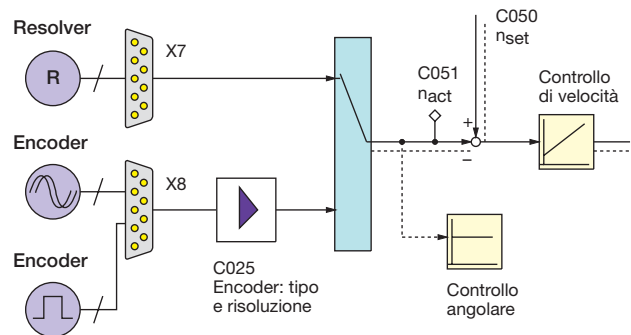 Resolver
R
X7
Encoder
X8
Encoder
C025
Encoder: tipo
e risoluzione
C051
nact
C050
nset
+
−
Controllo
di velocità
Controllo
angolare